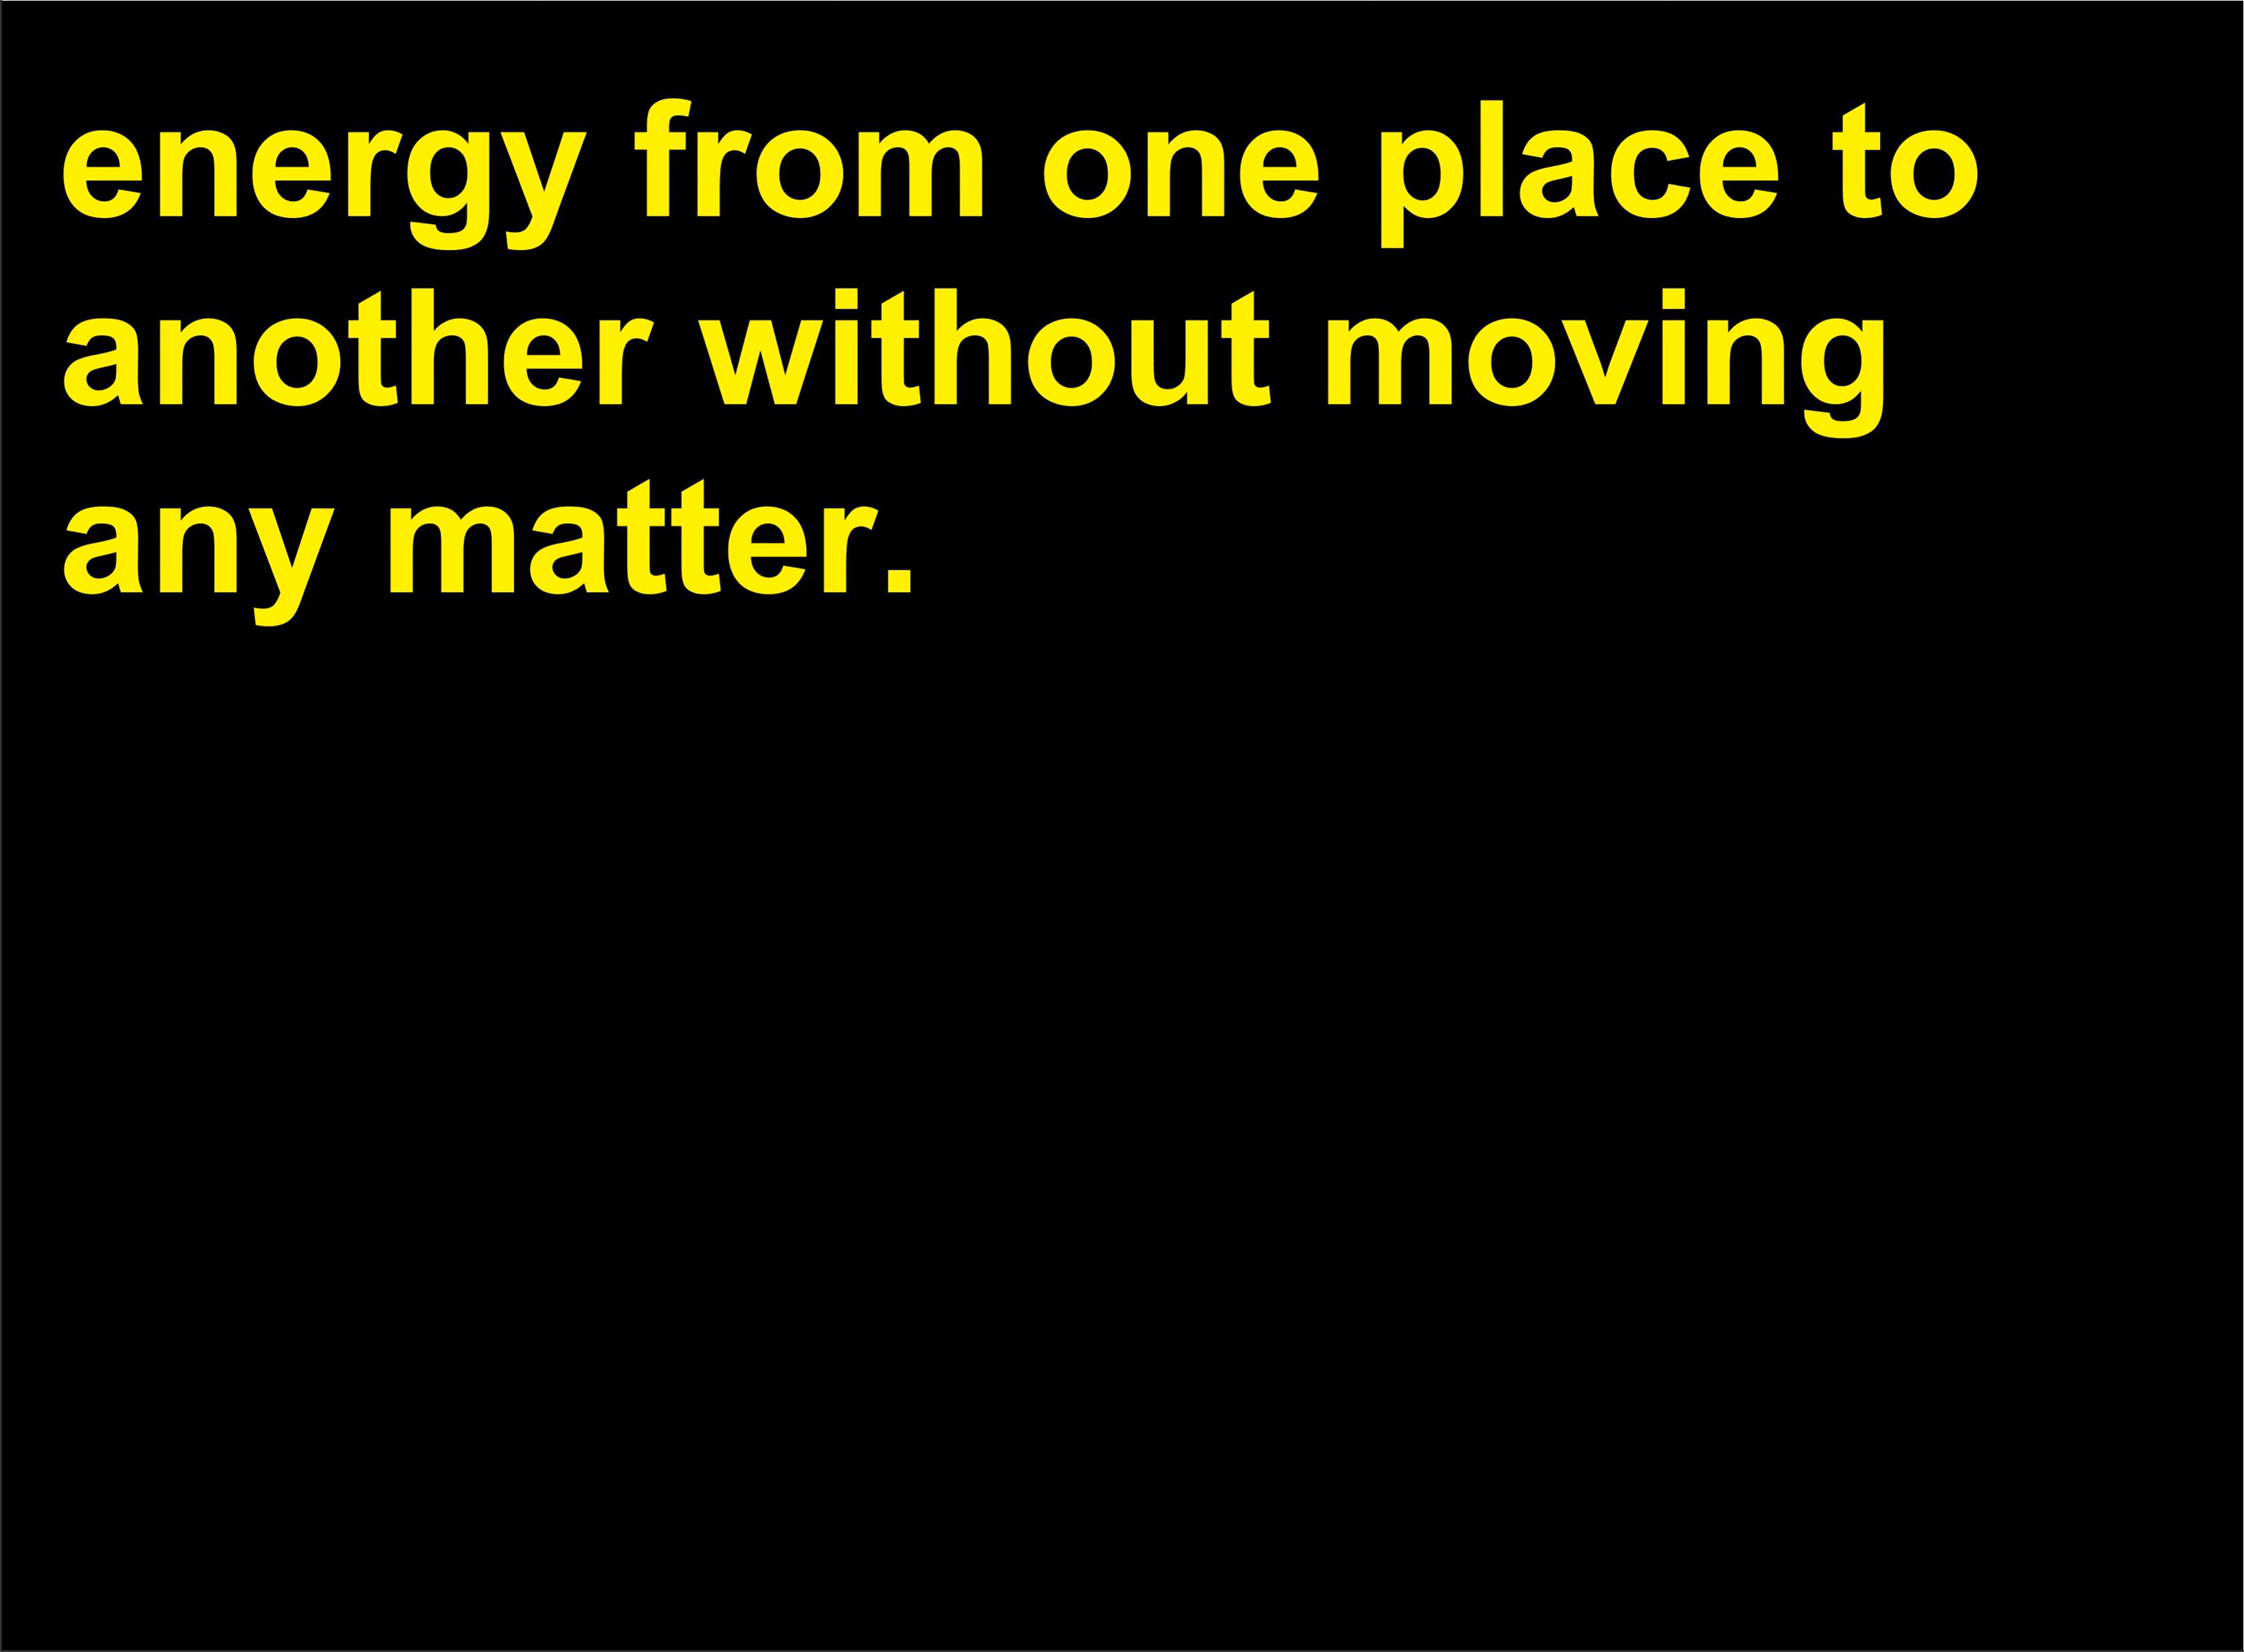 energy from one place to
another without moving
any matter.